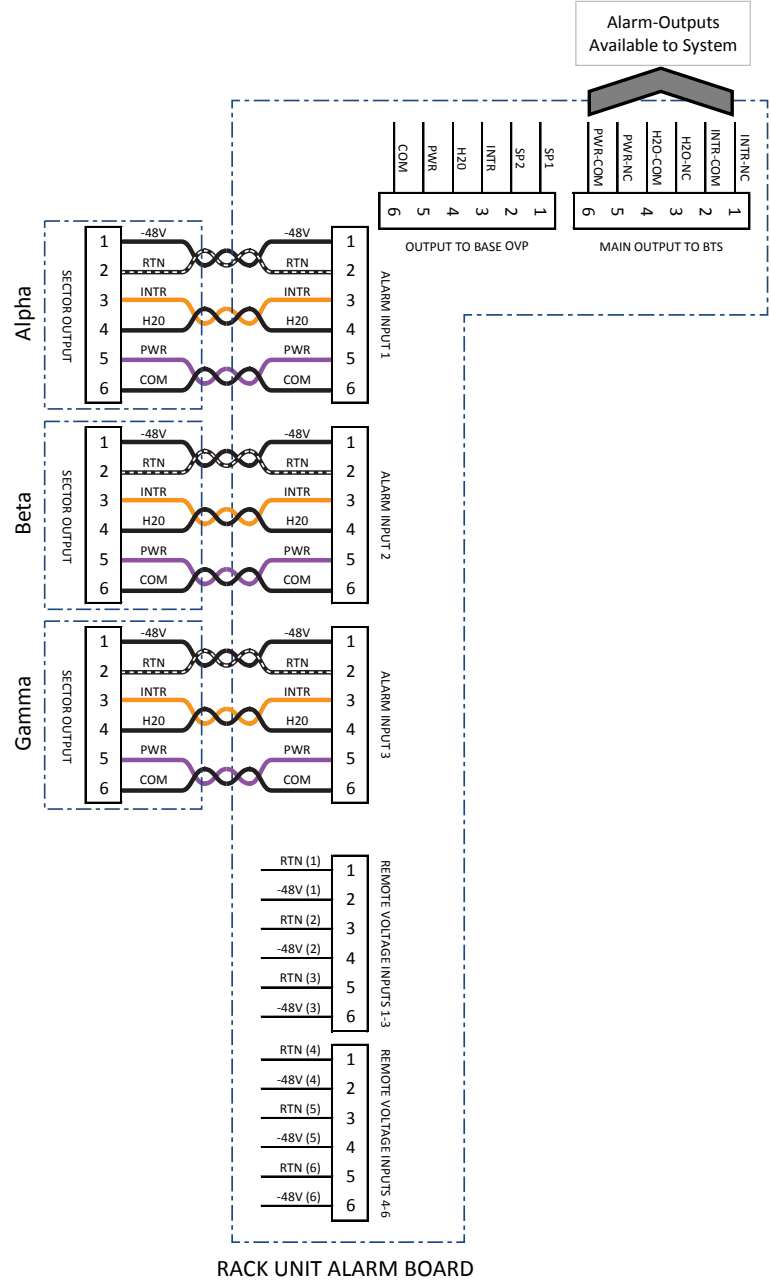 Alarm-Outputs
Available to System
COM
PWR
H20
INTR
SP2
SP1
6
5
4
3
2
1
OUTPUT TO BASE OVP
PWR-COM
PWR-NC
H2O-COM
H2O-NC
INTR-COM
INTR-NC
6
5
4
3
2
1
MAIN OUTPUT TO BTS
Alpha
SECTOR OUTPUT
1 -48V -48V 1
2 RTN RTN 2
3 INTR INTR 3
4 H20 H20 4
5 PWR PWR 5
6 COM COM 6
ALARM INPUT 1
Beta
SECTOR OUTPUT
1 -48V -48V 1
2 RTN RTN 2
3 INTR INTR 3
4 H20 H20 4
5 PWR PWR 5
6 COM COM 6
ALARM INPUT 2
Gamma
SECTOR OUTPUT
1 -48V -48V 1
2 RTN RTN 2
3 INTR INTR 3
4 H20 H20 4
5 PWR PWR 5
6 COM COM 6
ALARM INPUT 3
RTN (1) 1
-48V (1) 2
RTN (2) 3
-48V (2) 4
RTN (3) 5
-48V (3) 6
REMOTE VOLTAGE INPUTS 1-3
RTN (4) 1
-48V (4) 2
RTN (5) 3
-48V (5) 4
RTN (6) 5
-48V (6) 6
REMOTE VOLTAGE INPUTS 4-6
RACK UNIT ALARM BOARD